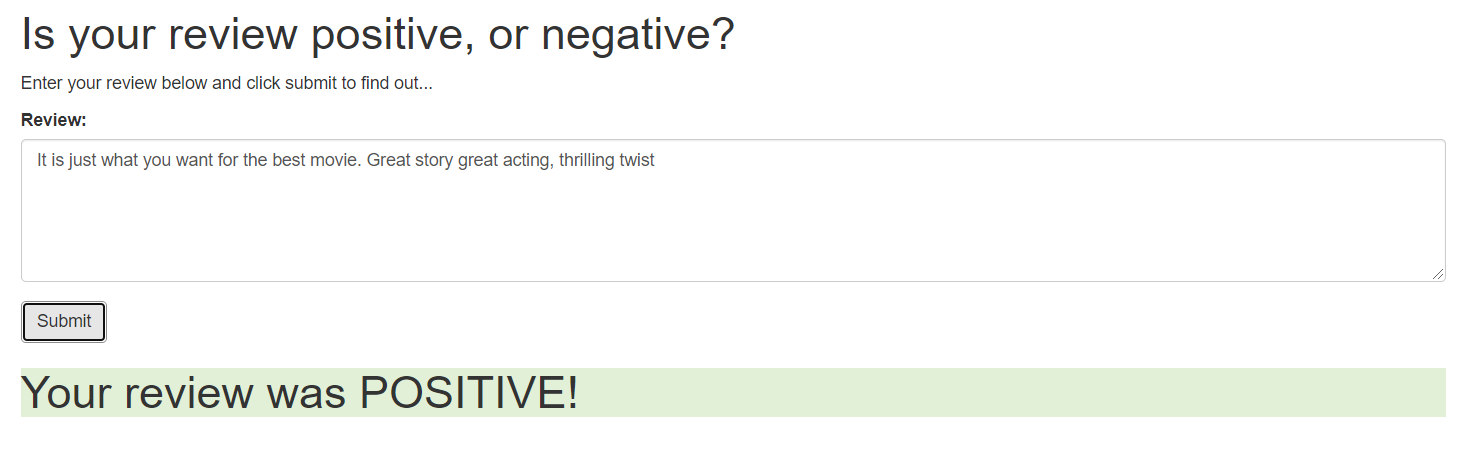 Is your review positive, or negative?
Enter your review below and click submit to find out...
Review:
It is just what you want for the best movie. Great story great acting, thrilling twist
Submit
Your review was POSITIVE!